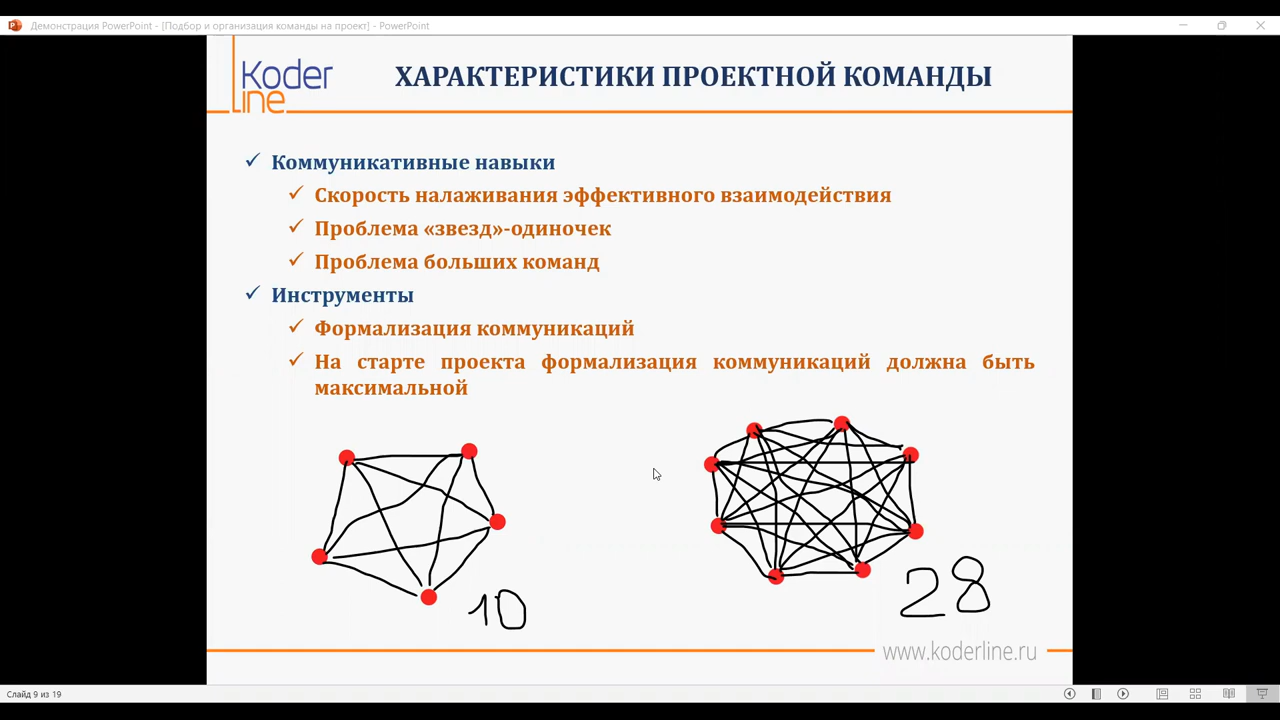 Демонстрация PowerPoint - [Подбор и организация команды на проект] - PowerPoint
Koder
line
ХАРАКТЕРИСТИКИ ПРОЕКТНОЙ КОМАНДЫ
Коммуникативные навыки
Скорость налаживания эффективного взаимодействия
Проблема «звезд»-одиночек
Проблема больших команд
Инструменты
Формализация коммуникаций
На старте проекта формализация коммуникаций должна быть
максимальной
10
28
www.koderline.ru
Слайд 9 из 19